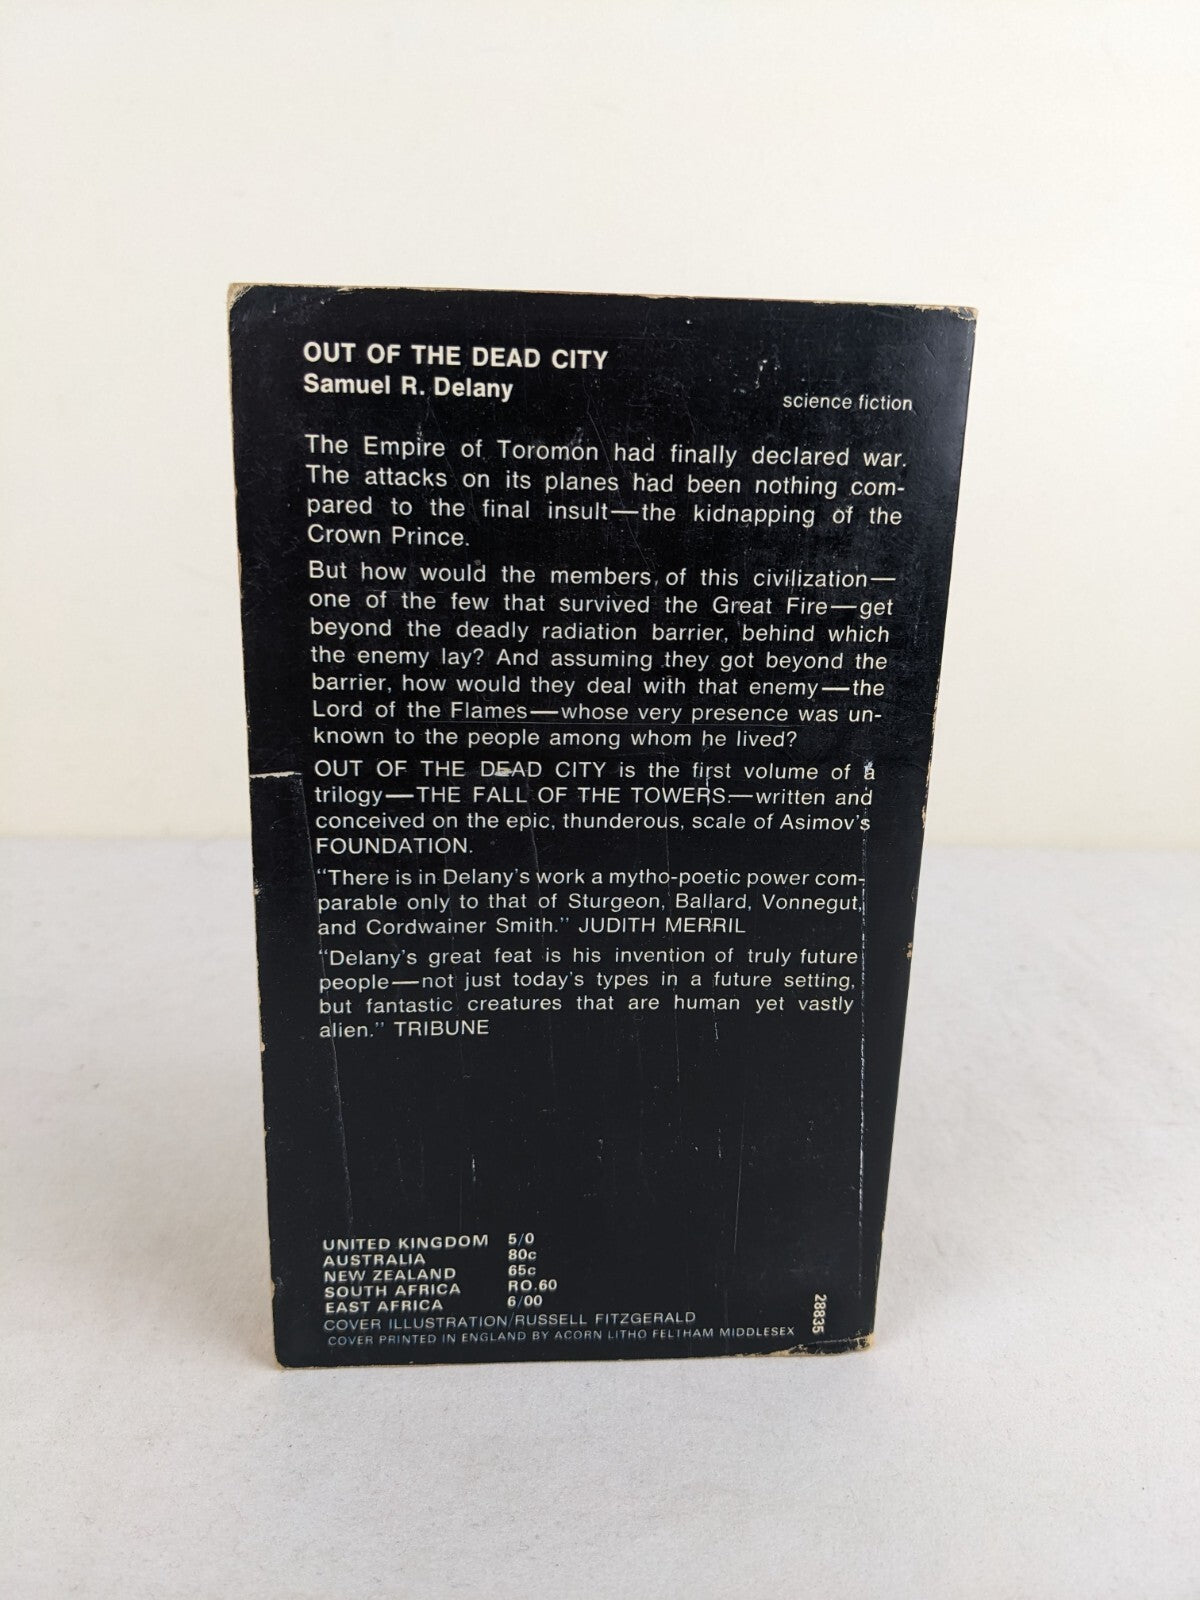 OUT OF THE DEAD CITY
Samuel R. Delany
science fiction
The Empire of Toromon had finally declared war.
The attacks on its planes had been nothing com-
pared to the final insult—the kidnapping of the
Crown Prince.
But how would the members of this civilization—
one of the few that survived the Great Fire—get
beyond the deadly radiation barrier, behind which
the enemy lay? And assuming they got beyond the
barrier, how would they deal with that enemy—the
Lord of the Flames—whose very presence was un-
known to the people among whom he lived?
OUT OF THE DEAD CITY is the first volume of a
trilogy—THE FALL OF THE TOWERS—written and
conceived on the epic, thunderous, scale of Asimov's
FOUNDATION.
"There is in Delany's work a mytho-poetic power com-
parable only to that of Sturgeon, Ballard, Vonnegut,
and Cordwainer Smith." JUDITH MERRIL
"Delany's great feat is his invention of truly future
people—not just today's types in a future setting,
but fantastic creatures that are human yet vastly
alien." TRIBUNE
UNITED KINGDOM 5/0
AUSTRALIA 80c
NEW ZEALAND 65c
SOUTH AFRICA RO.60
EAST AFRICA 6/00
COVER ILLUSTRATION/RUSSELL FITZGERALD
COVER PRINTED IN ENGLAND BY ACORN LITHO FELTHAM MIDDLESEX
28835